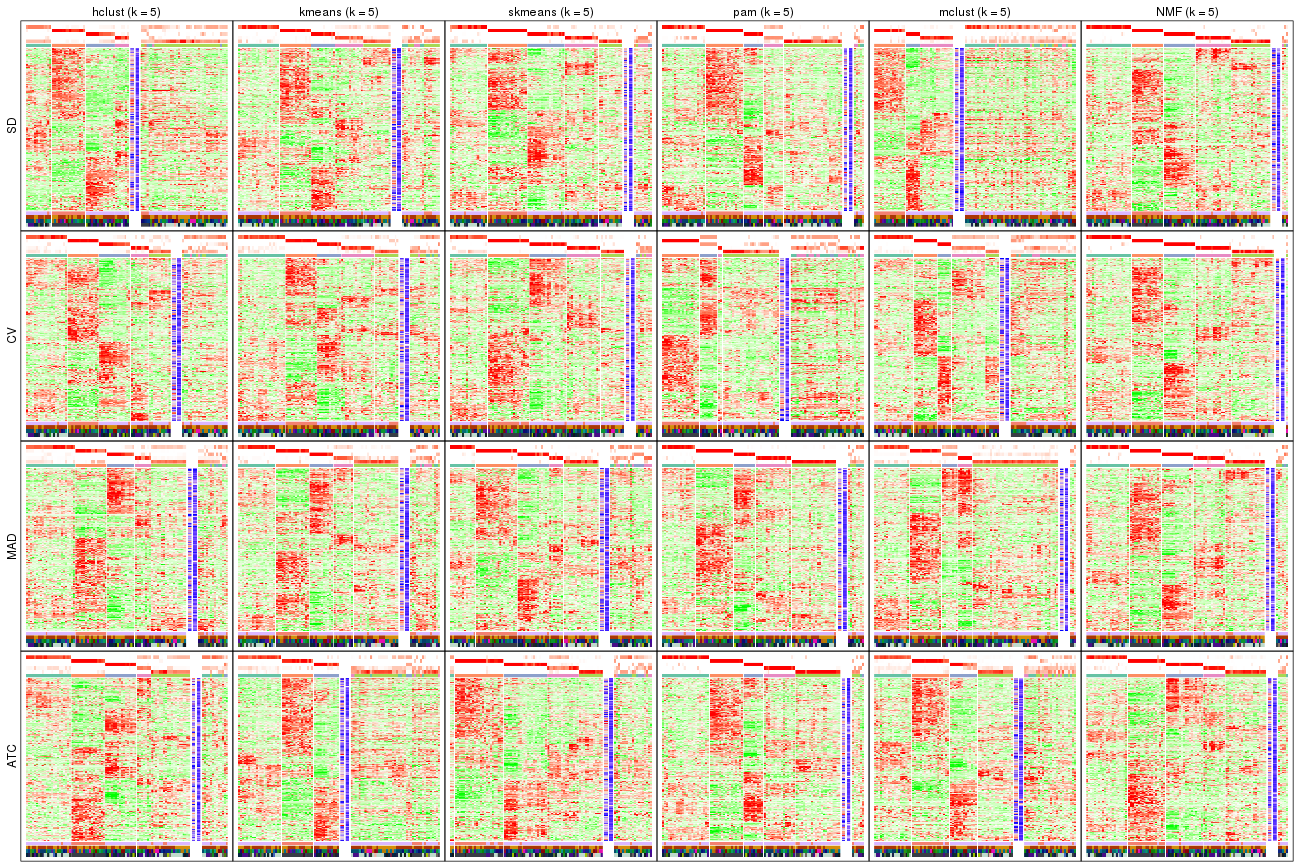 hclust (k = 5) kmeans (k = 5) skmeans (k = 5) pam (k = 5) mclust (k = 5) NMF (k = 5)
SD
CV
MAD
ATC